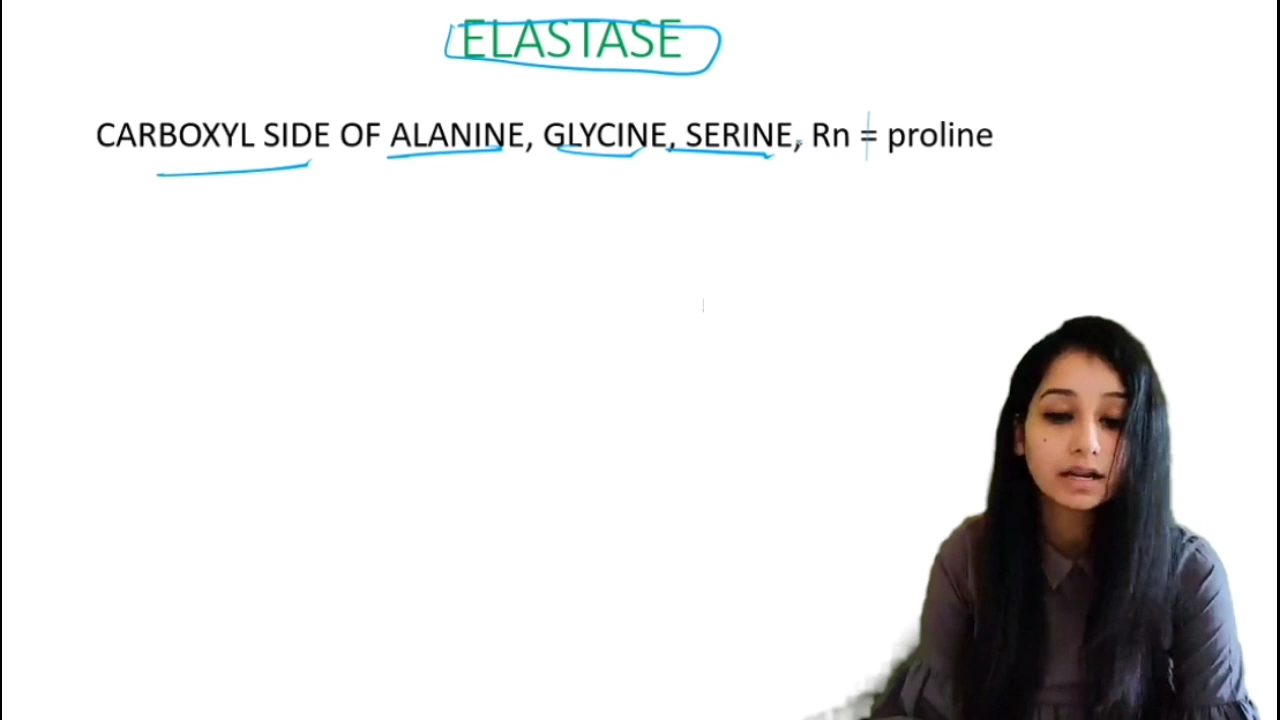 ELASTASE
CARBOXYL SIDE OF ALANINE, GLYCINE, SERINE, Rn = proline